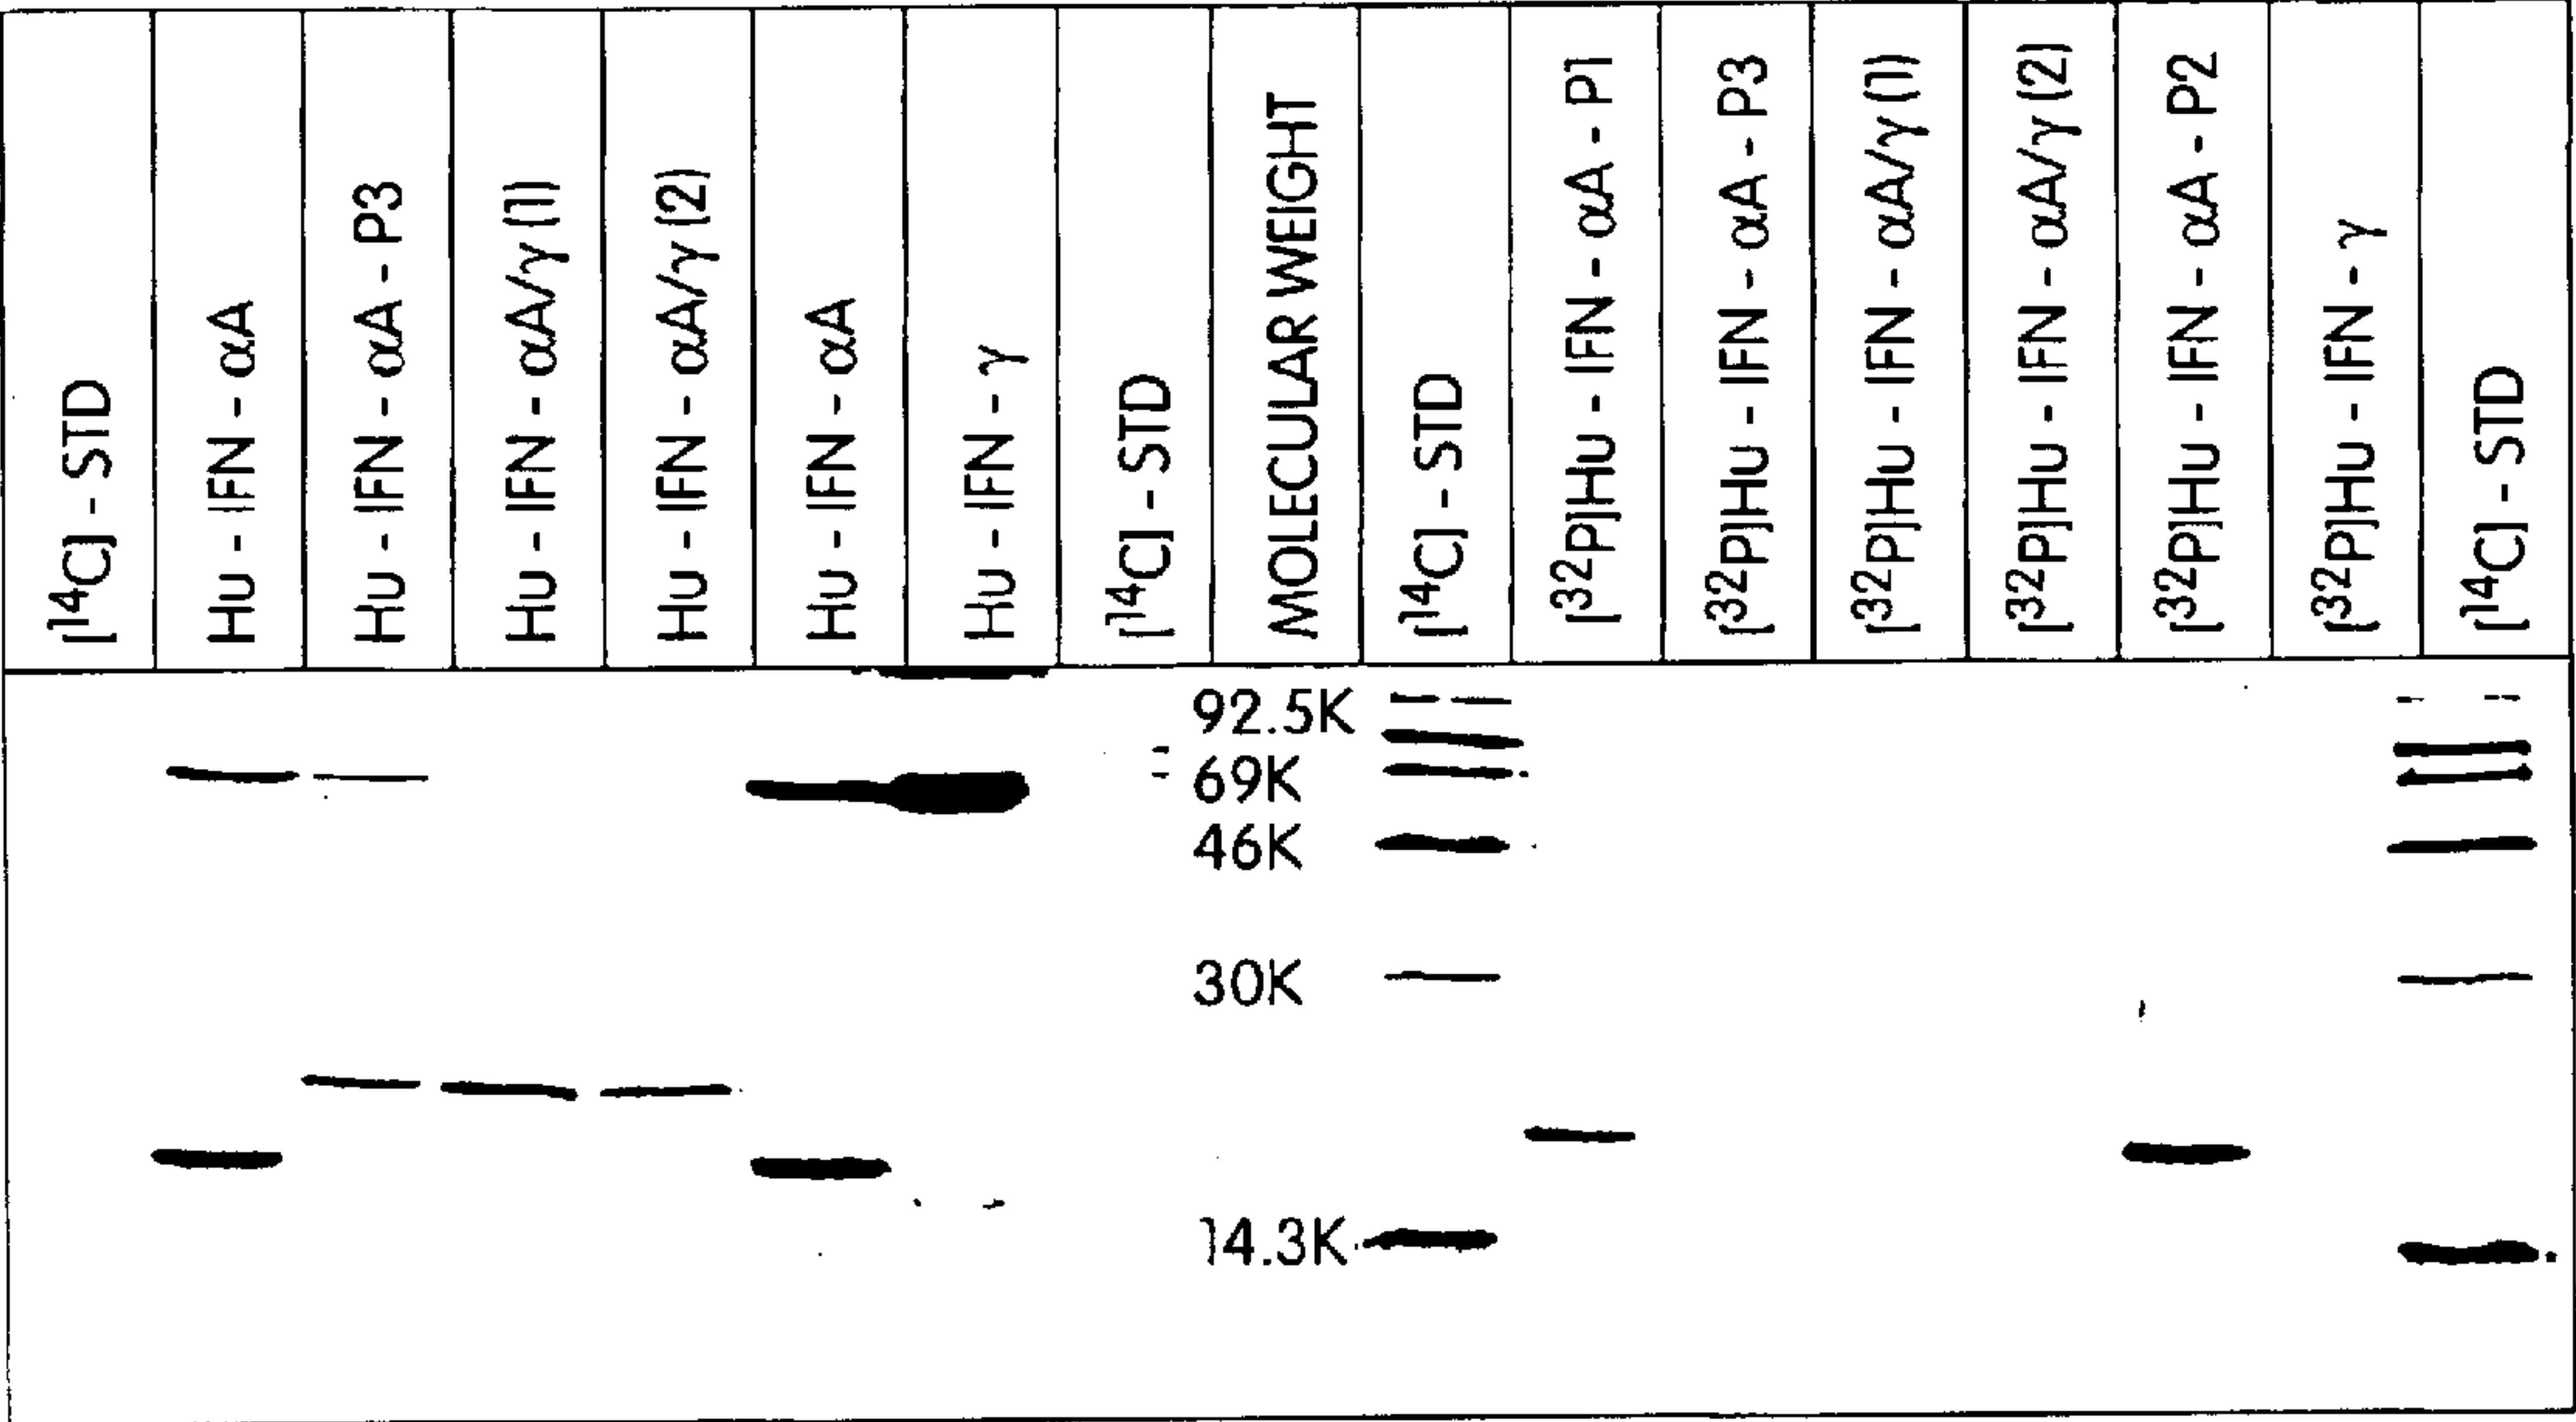 [¹⁴C] - STD
Hu - IFN - αA
Hu - IFN - αA - P3
Hu - IFN - αA/γ (1)
Hu - IFN - αA/γ (2)
Hu - IFN - αA
Hu - IFN - γ
[¹⁴C] - STD
MOLECULAR WEIGHT
[¹⁴C] - STD
[³²P]Hu - IFN - αA - P1
[³²P]Hu - IFN - αA - P3
[³²P]Hu - IFN - αA/γ (1)
[³²P]Hu - IFN - αA/γ (2)
[³²P]Hu - IFN - αA - P2
[³²P]Hu - IFN - γ
[¹⁴C] - STD
92.5K
69K
46K
30K
14.3K